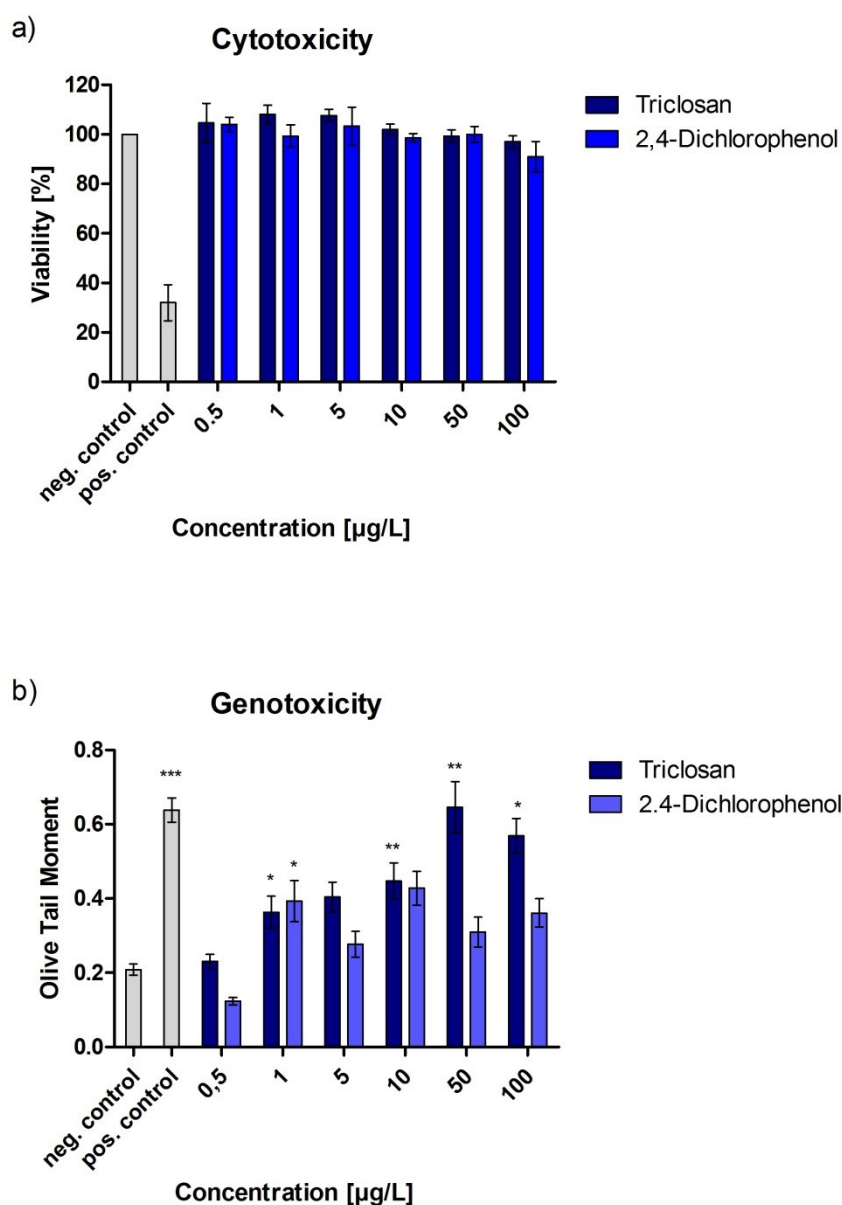 a)
Cytotoxicity
120
100
80
60
40
20
0
Viability [%]
neg. control
pos. control
0.5
1
5
10
50
100
Concentration [µg/L]
Triclosan
2,4-Dichlorophenol
b)
Genotoxicity
0.8
0.6
0.4
0.2
0.0
Olive Tail Moment
***
*
*
**
**
*
neg. control
pos. control
0,5
1
5
10
50
100
Concentration [µg/L]
Triclosan
2.4-Dichlorophenol